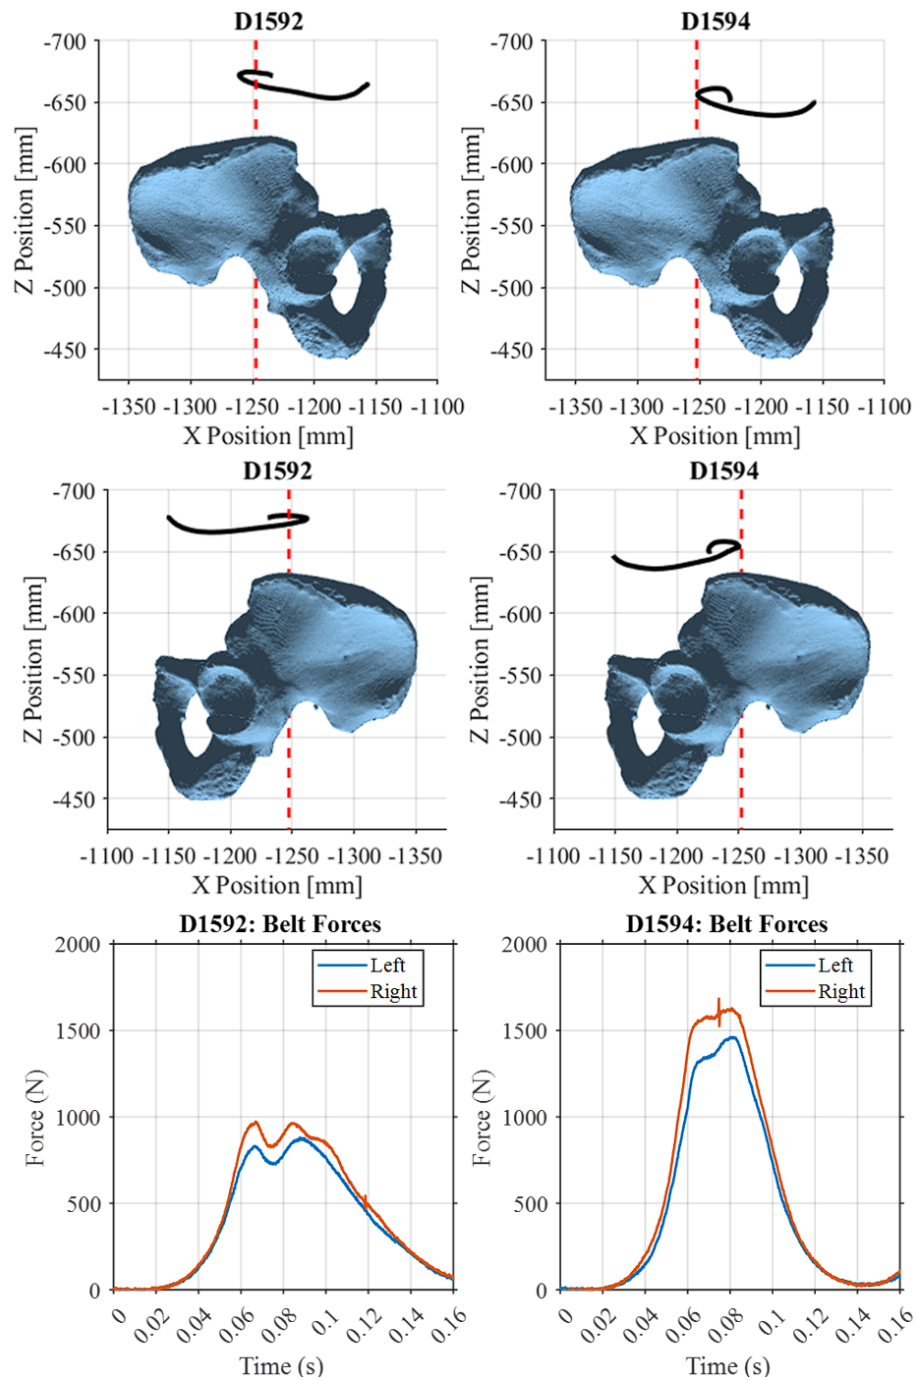 D1592
-700
-650
-600
-550
-500
-450
Z Position [mm]
-1350 -1300 -1250 -1200 -1150 -1100
X Position [mm]
D1594
-700
-650
-600
-550
-500
-450
Z Position [mm]
-1350 -1300 -1250 -1200 -1150 -1100
X Position [mm]
D1592
-700
-650
-600
-550
-500
-450
Z Position [mm]
-1100 -1150 -1200 -1250 -1300 -1350
X Position [mm]
D1594
-700
-650
-600
-550
-500
-450
Z Position [mm]
-1100 -1150 -1200 -1250 -1300 -1350
X Position [mm]
D1592: Belt Forces
2000
1500
1000
500
0
Force (N)
Left
Right
0 0.02 0.04 0.06 0.08 0.1 0.12 0.14 0.16
Time (s)
D1594: Belt Forces
2000
1500
1000
500
0
Force (N)
Left
Right
0 0.02 0.04 0.06 0.08 0.1 0.12 0.14 0.16
Time (s)